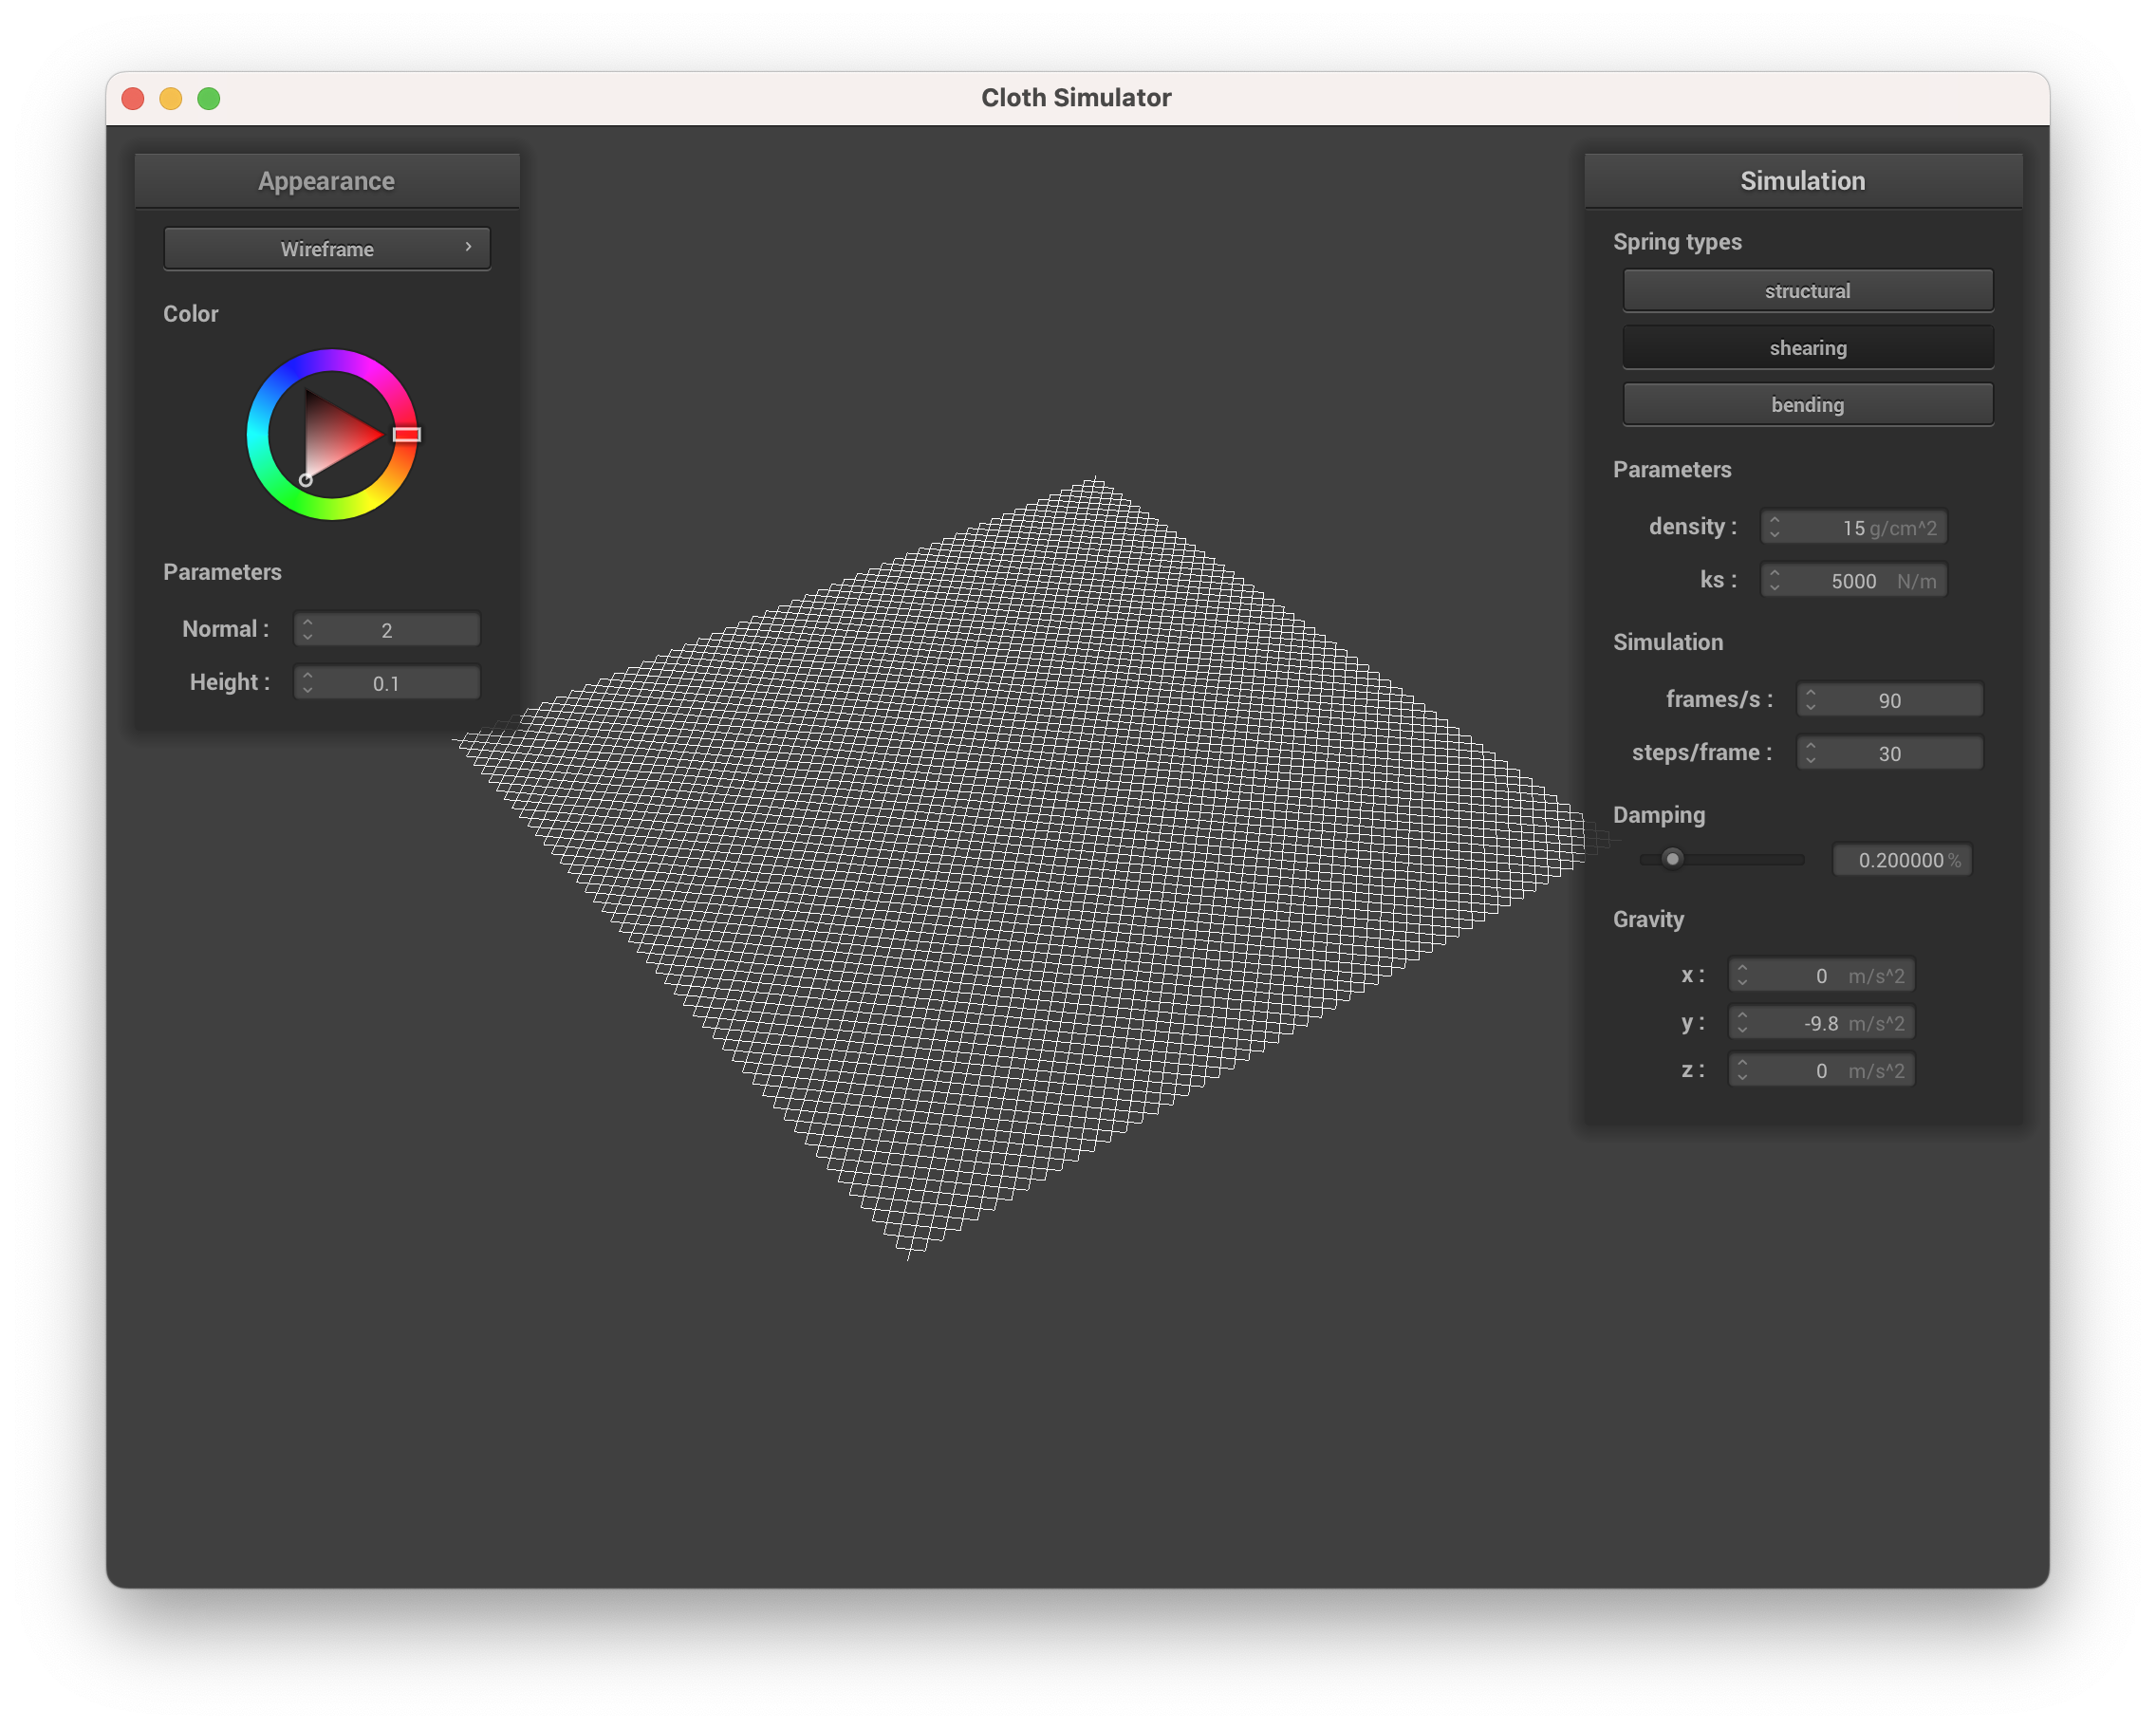 Cloth Simulator
Appearance
Wireframe
Color
Parameters
Normal : 2
Height : 0.1
Simulation
Spring types
structural
shearing
bending
Parameters
density : 15 g/cm^2
ks : 5000 N/m
Simulation
frames/s : 90
steps/frame : 30
Damping
0.200000 %
Gravity
x : 0 m/s^2
y : -9.8 m/s^2
z : 0 m/s^2